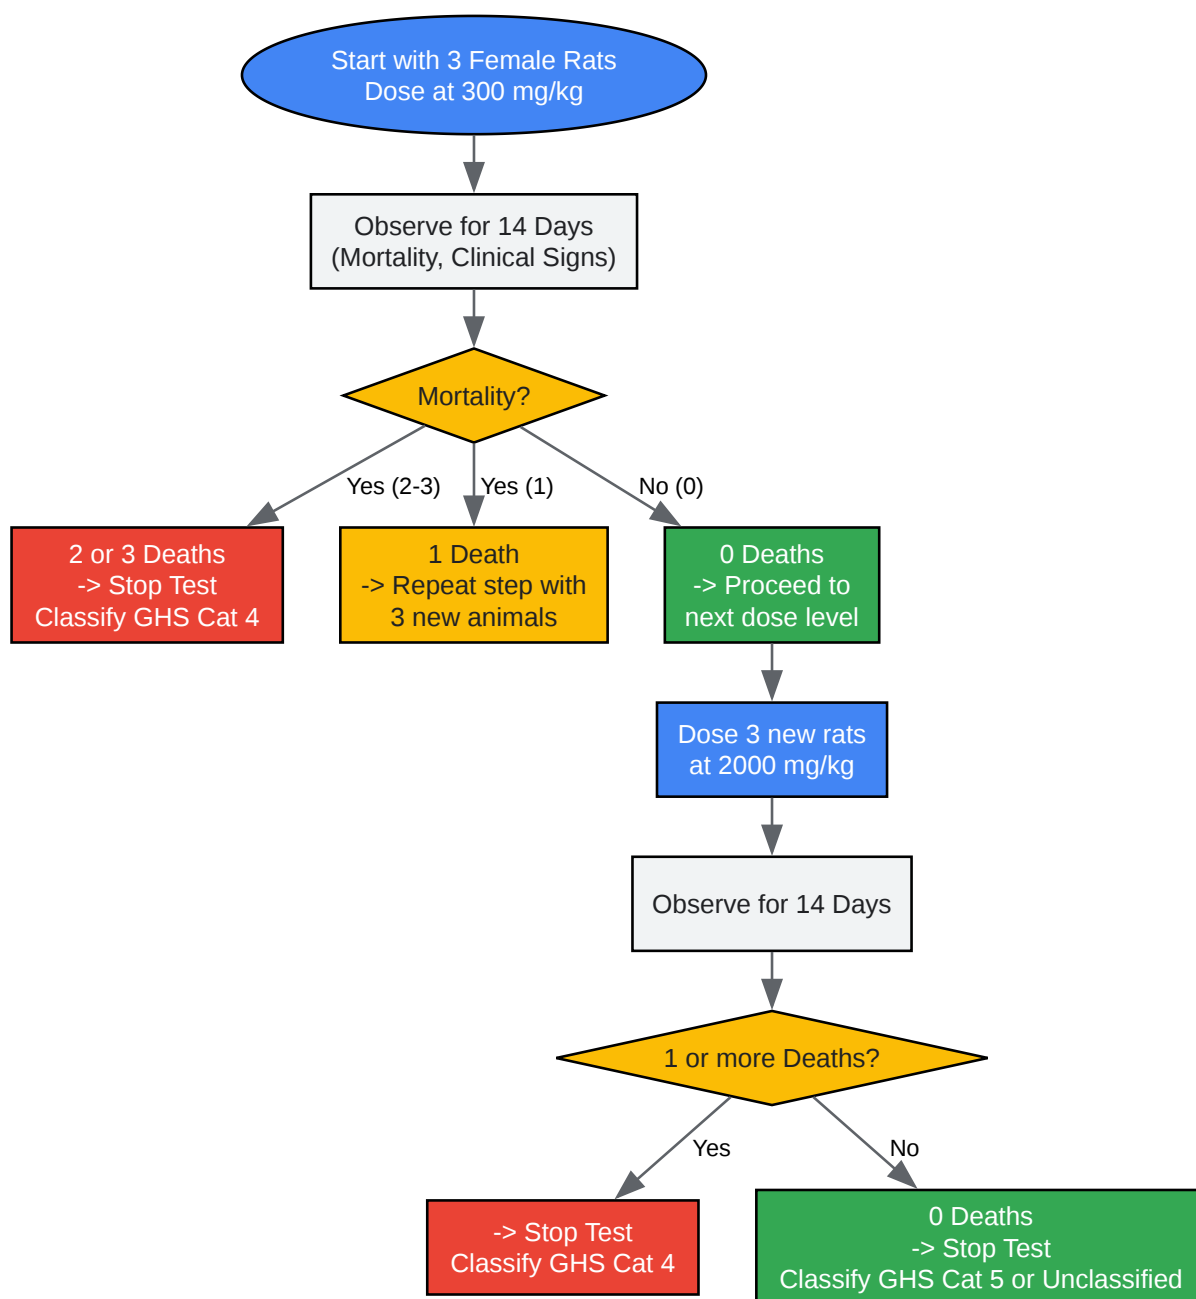 Start with 3 Female Rats
Dose at 300 mg/kg
Observe for 14 Days
(Mortality, Clinical Signs)
Mortality?
Yes (2-3)
Yes (1)
No (0)
2 or 3 Deaths
-> Stop Test
Classify GHS Cat 4
1 Death
-> Repeat step with
3 new animals
0 Deaths
-> Proceed to
next dose level
Dose 3 new rats
at 2000 mg/kg
Observe for 14 Days
1 or more Deaths?
Yes
No
-> Stop Test
Classify GHS Cat 4
0 Deaths
-> Stop Test
Classify GHS Cat 5 or Unclassified